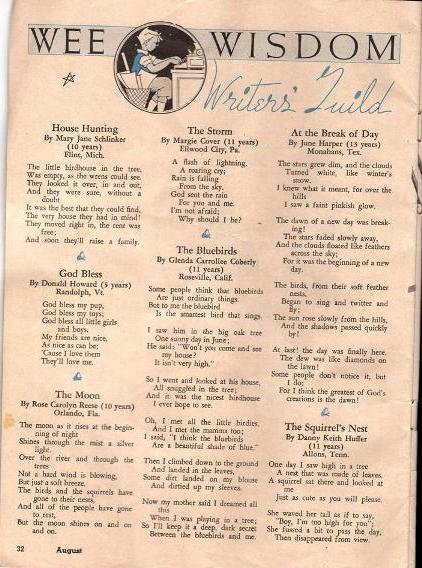 WEE WISDOM
Writers' Guild
House Hunting
By Mary Jane Schlinker
(10 years)
Flint, Mich.
The little birdhouse in the tree,
Was empty, as the wrens could see.
They looked it over, in and out,
And they were sure, without a
doubt
It was the best that they could find,
The very house they had in mind!
They moved right in, the rent was
free;
And soon they'll raise a family.
God Bless
By Donald Howard (5 years)
Randolph, Vt.
God bless my pup,
God bless my toys;
God bless all little girls
and boys.
My friends are nice,
As nice as can be;
'Cause I love them
They'll love me.
The Moon
By Rose Carolyn Reese (10 years)
Orlando, Fla.
The moon as it rises at the begin-
ning of night
Shines through the mist a silver
light.
Over the river and through the
trees
Not a hard wind is blowing,
But just a soft breeze.
The birds and the squirrels have
gone to their nests,
And all of the people have gone
to rest,
But the moon shines on and on
and on.
The Storm
By Margie Cover (11 years)
Ellwood City, Pa.
A flash of lightning,
A roaring cry;
Rain is falling
From the sky.
God sent the rain
For you and me.
I'm not afraid;
Why should I be?
The Bluebirds
By Glenda Carrollee Coberly
(11 years)
Roseville, Calif.
Some people think that bluebirds
Are just ordinary things.
But to me the bluebird
Is the smartest bird that sings.
I saw him in the big oak tree
One sunny day in June;
He said: "Won't you come and see
my house?
It isn't very high."
So I went and looked at his house,
All snuggled in the tree;
And it was the nicest birdhouse
I ever hope to see.
Oh, I met all the little birdies,
And I met the mamma too;
I said, "I think the bluebirds
Are a beautiful shade of blue."
Then I climbed down to the ground
And landed in the leaves,
Some dirt landed on my blouse
And dirtied up my sleeves.
Now my mother said I dreamed all
this
When I was playing in a tree;
So I'll keep it a deep, dark secret
Between the bluebirds and me.
At the Break of Day
By June Harper (13 years)
Monahans, Tex.
The stars grew dim, and the clouds
Turned white, like winter's
snow.
I knew what it meant, for over the
hills
I saw a faint pinkish glow.
The dawn of a new day was break-
ing!
The stars faded slowly away,
And the clouds floated like feathers
across the sky;
For it was the beginning of a new
day.
The birds, from their soft feather
nests,
Began to sing and twitter and
fly;
The sun rose slowly from the hills,
And the shadows passed quickly
by!
At last! the day was finally here.
The dew was like diamonds on
the lawn!
Some people don't notice it, but
I do;
For I think the greatest of God's
creations is the dawn!
The Squirrel's Nest
By Danny Keith Huffer
(11 years)
Allons, Tenn.
One day I saw high in a tree
A nest that was made of leaves.
A squirrel sat there and looked at
me
Just as cute as you will please.
She waved her tail as if to say,
"Boy, I'm too high for you";
She fussed a bit to pass the day,
Then disappeared from view.
32 August